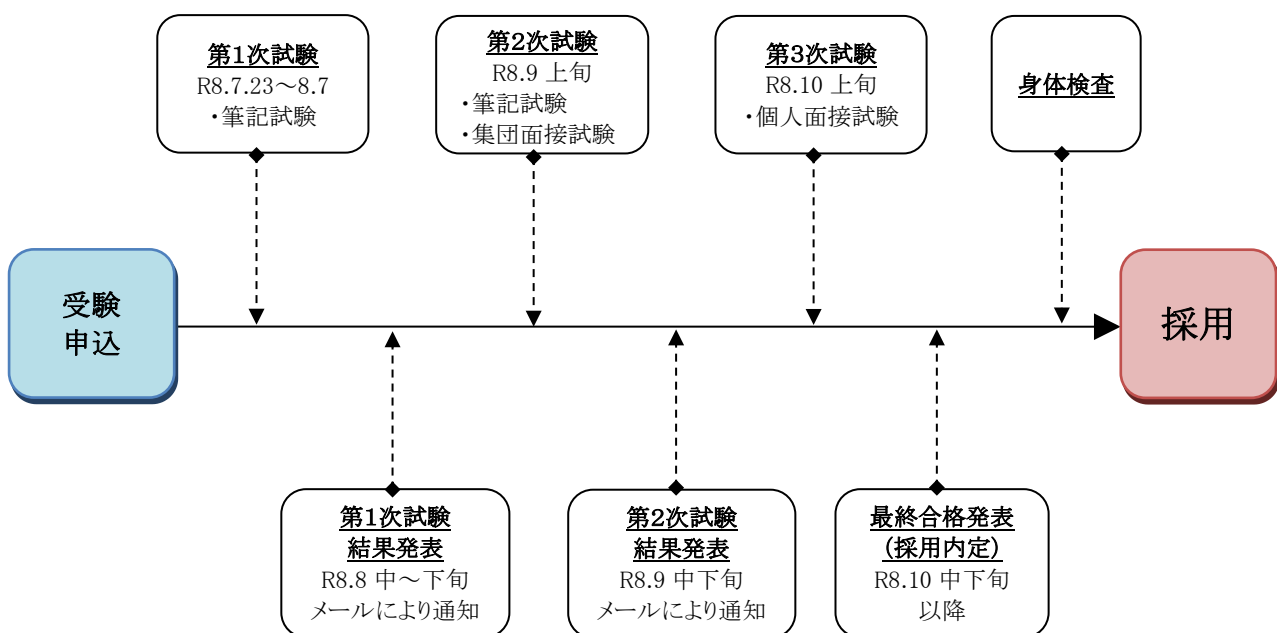 第1次試験
R8.7.23～8.7
・筆記試験
第2次試験
R8.9 上旬
・筆記試験
・集団面接試験
第3次試験
R8.10 上旬
・個人面接試験
身体検査
受験
申込
採用
第1次試験
結果発表
R8.8 中～下旬
メールにより通知
第2次試験
結果発表
R8.9 中下旬
メールにより通知
最終合格発表
(採用内定)
R8.10 中下旬
以降